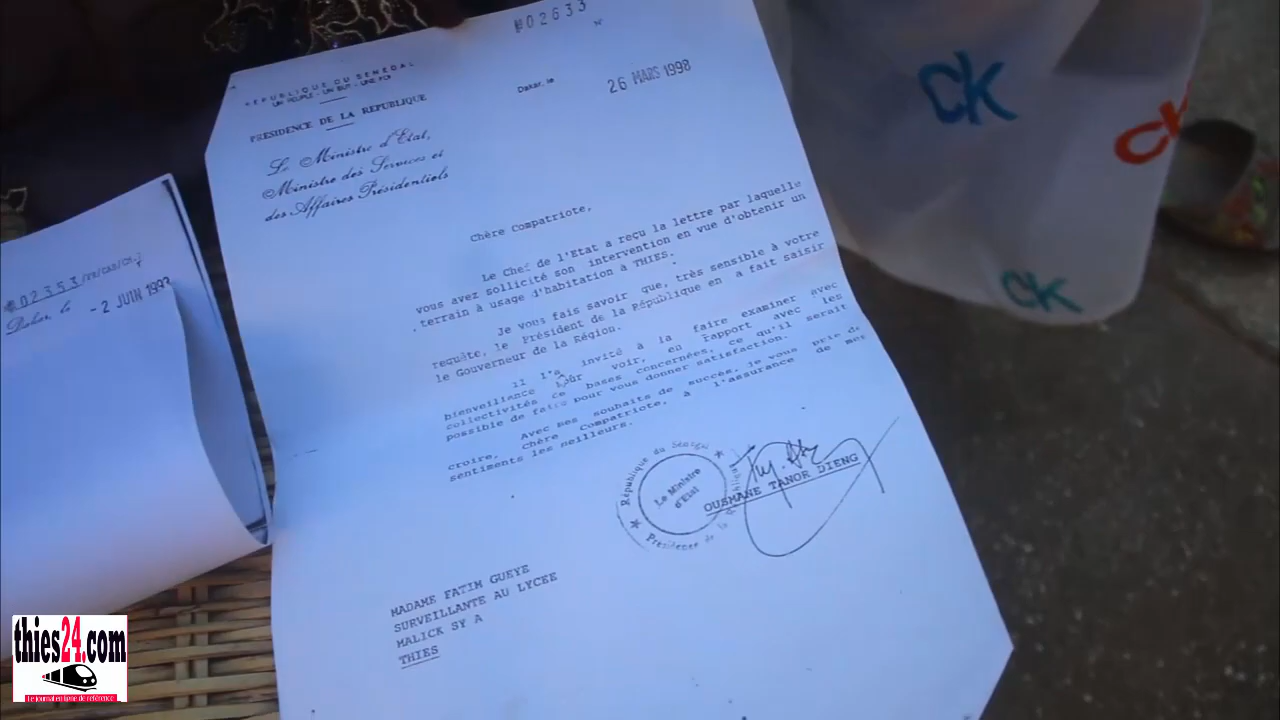 02633
REPUBLIQUE DU SENEGAL
UN PEUPLE - UN BUT - UNE FOI
PRESIDENCE DE LA REPUBLIQUE
Le Ministre d'Etat,
Ministre des Services et
des Affaires Présidentiels
Dakar, le
26 MARS 1998
Chère Compatriote,
Le Chef de l'Etat a reçu la lettre par laquelle
vous avez sollicité son intervention en vue d'obtenir un
terrain à usage d'habitation à THIES.
Je vous fais savoir que, très sensible à votre
requête, le Président de la République en a fait saisir
le Gouverneur de la Région.
Il l'a invité à la faire examiner avec
bienveillance pour voir, en rapport avec les
collectivités de bases concernées, ce qu'il serait
possible de faire pour vous donner satisfaction.
Avec mes souhaits de succès, je vous prie de
croire, Chère Compatriote, à l'assurance de mes
sentiments les meilleurs.
République du Sénégal
Présidence de la
Le Ministre
d'Etat
OUSMANE TANOR DIENG
MADAME FATIM GUEYE
SURVEILLANTE AU LYCEE
MALICK SY A
THIES
02353
Dakar, le
- 2 JUIN
CK
CK
CK
thies24.com
Le journal en ligne de référence